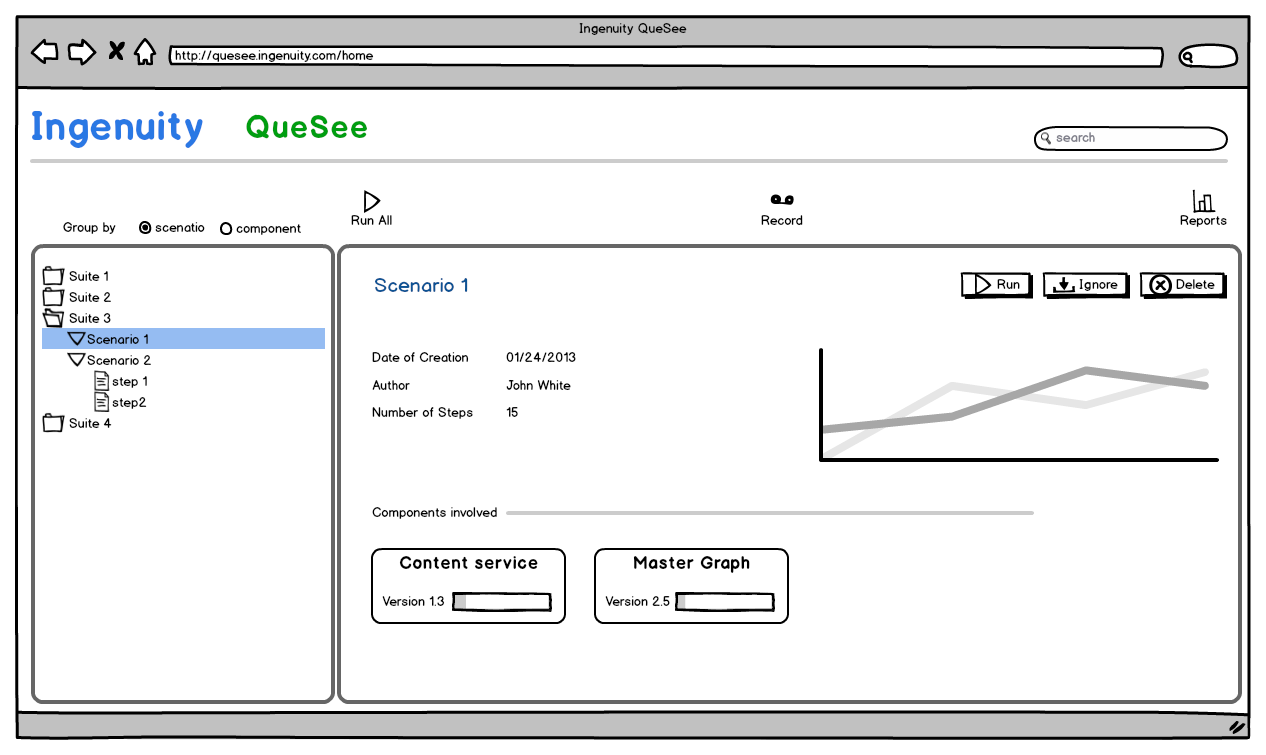 Ingenuity QueSee
http://quesee.ingenuity.com/home
Ingenuity QueSee
search
Run All
Record
Reports
Group by scenatio component
Suite 1
Suite 2
Suite 3
Scenario 1
Scenario 2
step 1
step2
Suite 4
Scenario 1
Run
Ignore
Delete
Date of Creation 01/24/2013
Author John White
Number of Steps 15
Components involved
Content service
Version 1.3
Master Graph
Version 2.5